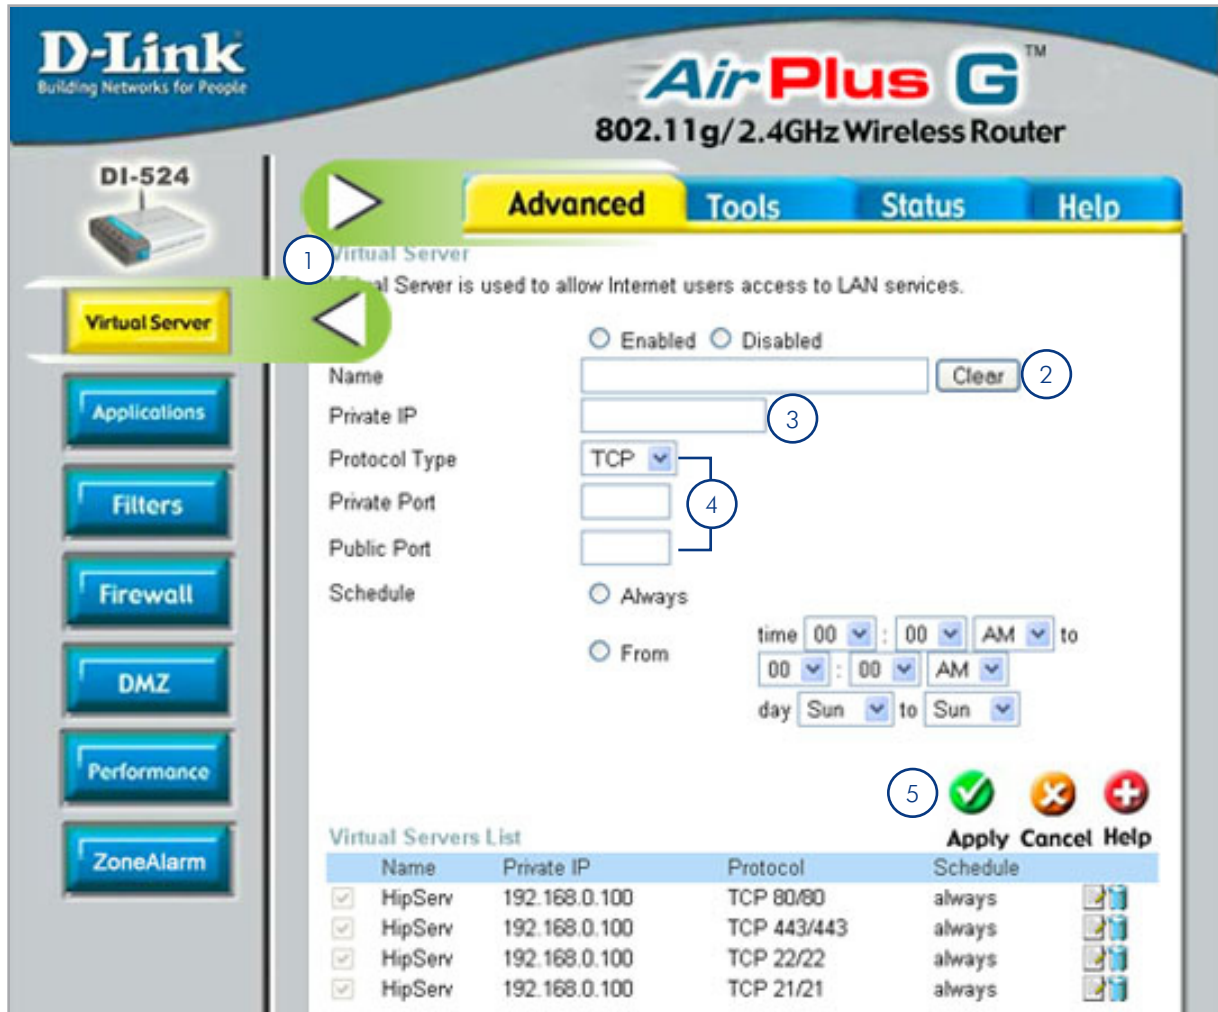 D-Link
Building Networks for People
AirPlus G™
802.11g/2.4GHz Wireless Router
DI-524
Advanced Tools Status Help
1
Virtual Server
Virtual Server is used to allow Internet users access to LAN services.
Virtual Server
Applications
Filters
Firewall
DMZ
Performance
ZoneAlarm
Enabled Disabled
Name Clear 2
Private IP 3
Protocol Type TCP
Private Port 4
Public Port
Schedule Always
From time 00 : 00 AM to
00 : 00 AM
day Sun to Sun
5 Apply Cancel Help
Virtual Servers List
Name Private IP Protocol Schedule
HipServ 192.168.0.100 TCP 80/80 always
HipServ 192.168.0.100 TCP 443/443 always
HipServ 192.168.0.100 TCP 22/22 always
HipServ 192.168.0.100 TCP 21/21 always